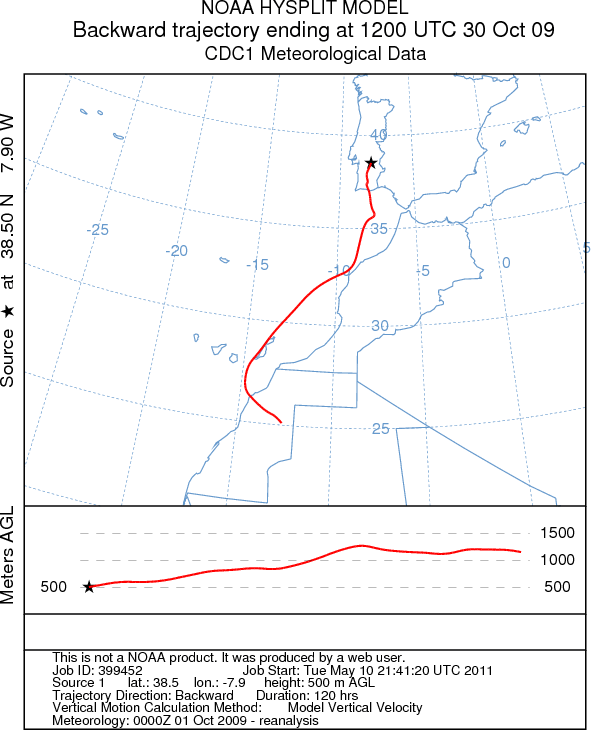 NOAA HYSPLIT MODEL
Backward trajectory ending at 1200 UTC 30 Oct 09
CDC1 Meteorological Data
Source ★ at 38.50 N 7.90 W
40
35
-25
-20
-15
-10
-5
0
5
30
25
Meters AGL
1500
1000
500 500
This is not a NOAA product. It was produced by a web user.
Job ID: 399452 Job Start: Tue May 10 21:41:20 UTC 2011
Source 1 lat.: 38.5 lon.: -7.9 height: 500 m AGL
Trajectory Direction: Backward Duration: 120 hrs
Vertical Motion Calculation Method: Model Vertical Velocity
Meteorology: 0000Z 01 Oct 2009 - reanalysis